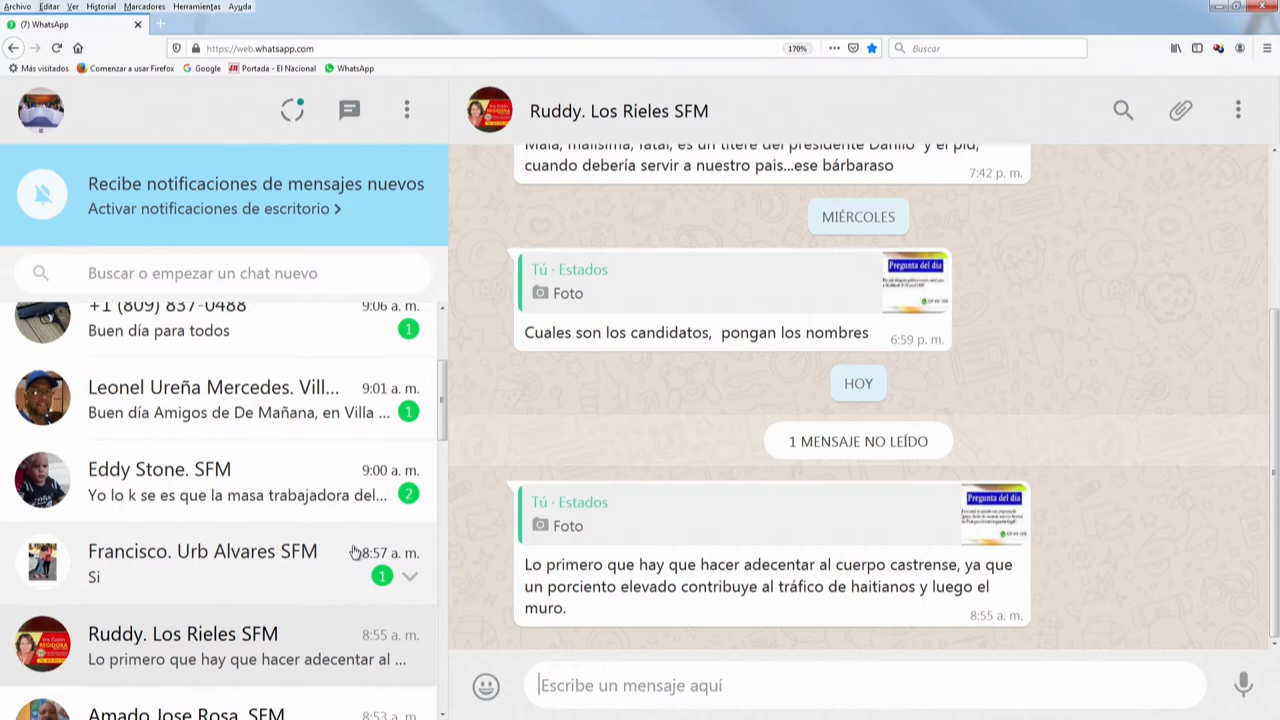 Archivo Editar Ver Historial Marcadores Herramientas Ayuda
(7) WhatsApp
https://web.whatsapp.com
170%
Buscar
Más visitados Comenzar a usar Firefox Google Portada - El Nacional WhatsApp
Recibe notificaciones de mensajes nuevos
Activar notificaciones de escritorio >
Buscar o empezar un chat nuevo
+1 (809) 837-0488 9:06 a. m.
Buen día para todos 1
Leonel Ureña Mercedes. Vill... 9:01 a. m.
Buen día Amigos de De Mañana, en Villa ... 1
Eddy Stone. SFM 9:00 a. m.
Yo lo k se es que la masa trabajadora del... 2
Francisco. Urb Alvares SFM 8:57 a. m.
Si 1
Ruddy. Los Rieles SFM 8:55 a. m.
Lo primero que hay que hacer adecentar al ...
Amado Jose Rosa. SFM 8:53 a. m.
Ruddy. Los Rieles SFM
Mala, malísima, fatal, es un títere del presidente Danilo y el pld,
cuando debería servir a nuestro pais...ese bárbaraso
7:42 p. m.
MIÉRCOLES
Tú · Estados
Foto
Pregunta del día
Cuales son los candidatos, pongan los nombres
6:59 p. m.
HOY
1 MENSAJE NO LEÍDO
Tú · Estados
Foto
Pregunta del día
Lo primero que hay que hacer adecentar al cuerpo castrense, ya que
un porciento elevado contribuye al tráfico de haitianos y luego el
muro.
8:55 a. m.
Escribe un mensaje aquí